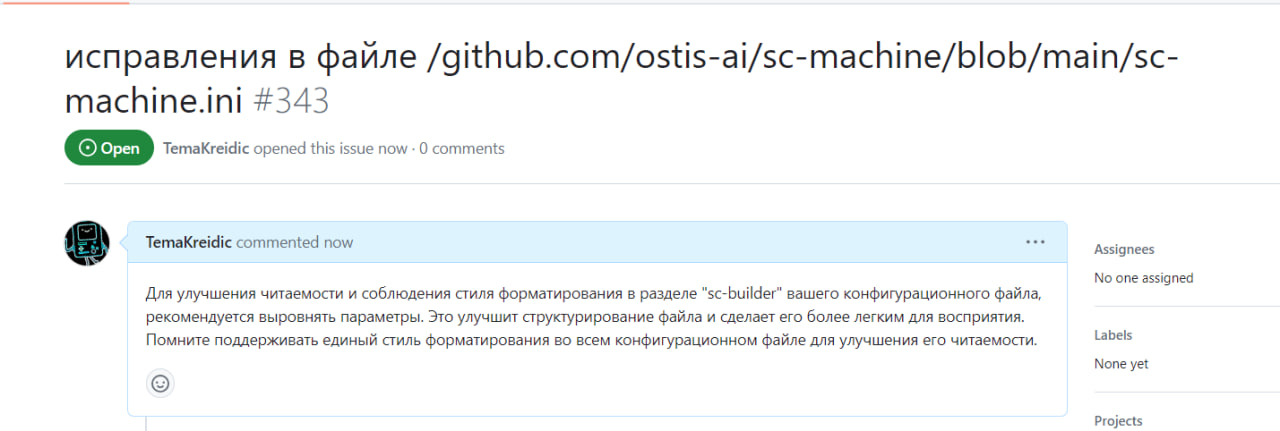 исправления в файле /github.com/ostis-ai/sc-machine/blob/main/sc-
machine.ini #343
Open TemaKreidic opened this issue now · 0 comments
TemaKreidic commented now
Для улучшения читаемости и соблюдения стиля форматирования в разделе "sc-builder" вашего конфигурационного файла,
рекомендуется выровнять параметры. Это улучшит структурирование файла и сделает его более легким для восприятия.
Помните поддерживать единый стиль форматирования во всем конфигурационном файле для улучшения его читаемости.
Assignees
No one assigned
Labels
None yet
Projects